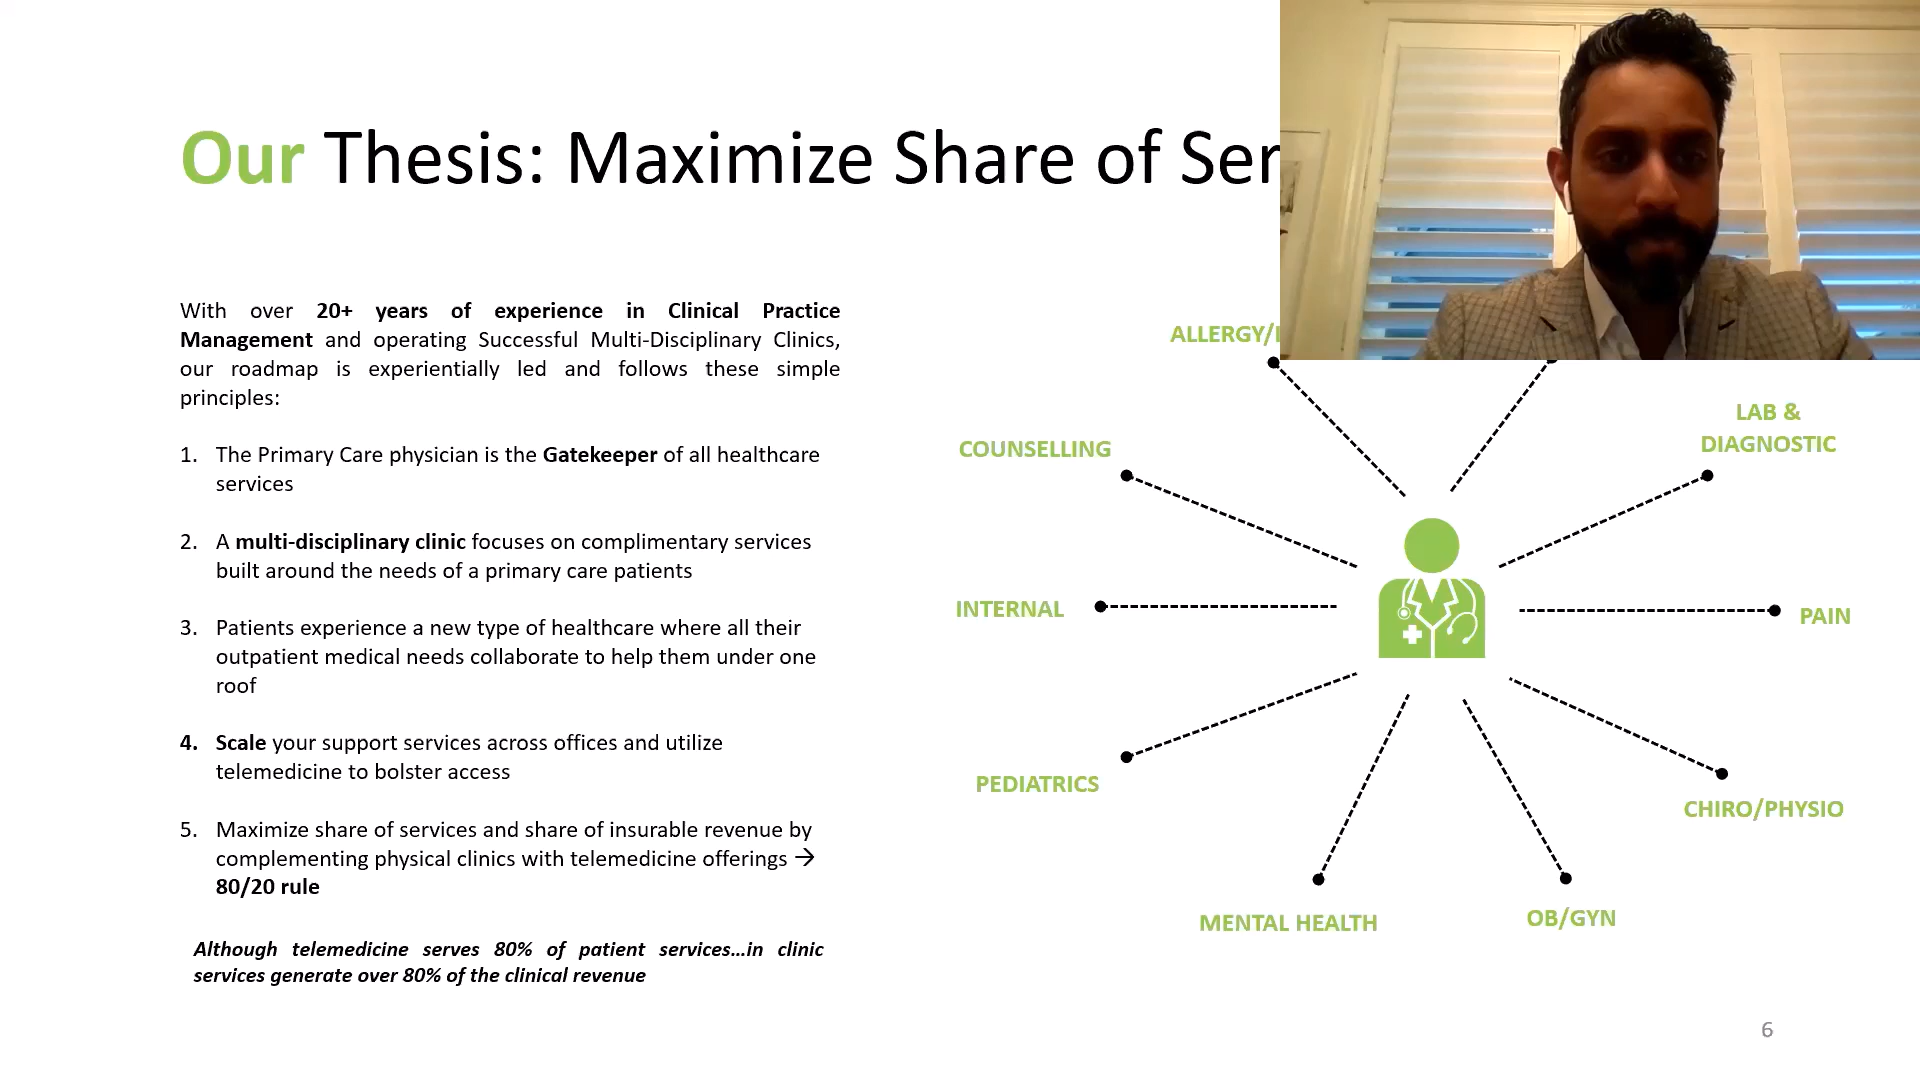 Our Thesis: Maximize Share of
With over 20+ years of experience in Clinical Practice
Management and operating Successful Multi-Disciplinary Clinics,
our roadmap is experientially led and follows these simple
principles:
1. The Primary Care physician is the Gatekeeper of all healthcare
services
2. A multi-disciplinary clinic focuses on complimentary services
built around the needs of a primary care patients
3. Patients experience a new type of healthcare where all their
outpatient medical needs collaborate to help them under one
roof
4. Scale your support services across offices and utilize
telemedicine to bolster access
5. Maximize share of services and share of insurable revenue by
complementing physical clinics with telemedicine offerings →
80/20 rule
Although telemedicine serves 80% of patient services...in clinic
services generate over 80% of the clinical revenue
ALLERGY/
COUNSELLING
LAB &
DIAGNOSTIC
INTERNAL
PAIN
PEDIATRICS
CHIRO/PHYSIO
MENTAL HEALTH
OB/GYN
6